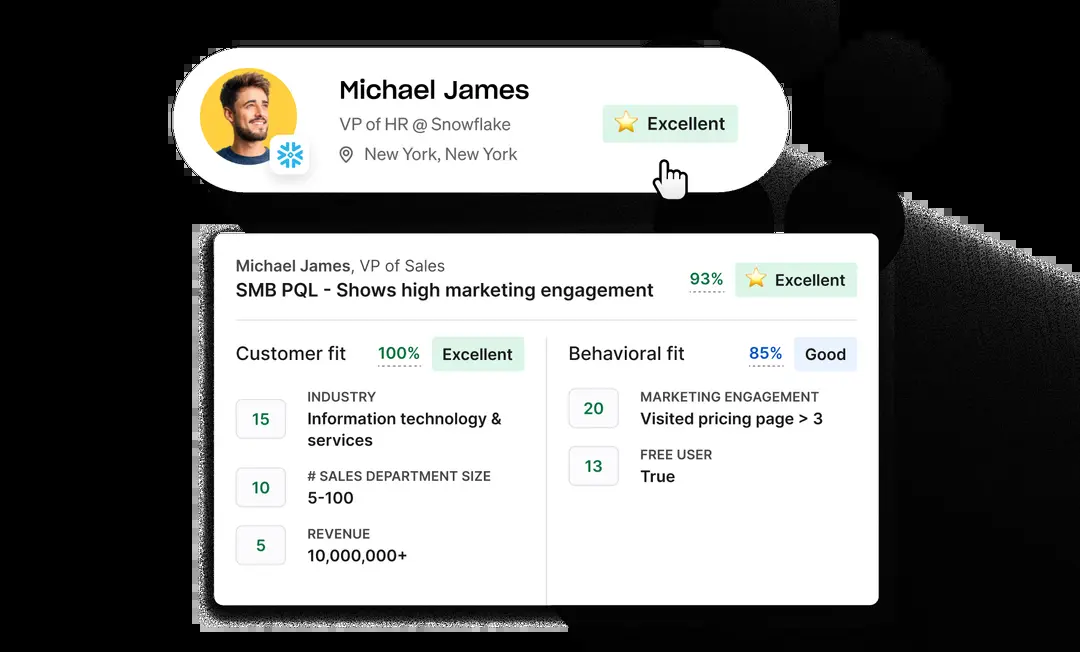 Michael James
VP of HR @ Snowflake
New York, New York
Excellent
Michael James, VP of Sales
SMB PQL - Shows high marketing engagement
93%
Excellent
Customer fit
100%
Excellent
15
INDUSTRY
Information technology &
services
10
# SALES DEPARTMENT SIZE
5-100
5
REVENUE
10,000,000+
Behavioral fit
85%
Good
20
MARKETING ENGAGEMENT
Visited pricing page > 3
13
FREE USER
True